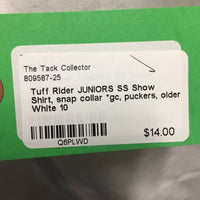 The Tack Collector
809587-25
Tuff Rider JUNIORS SS Show
Shirt, snap collar *gc, puckers, older
White 10
Q6PLWD
$14.00